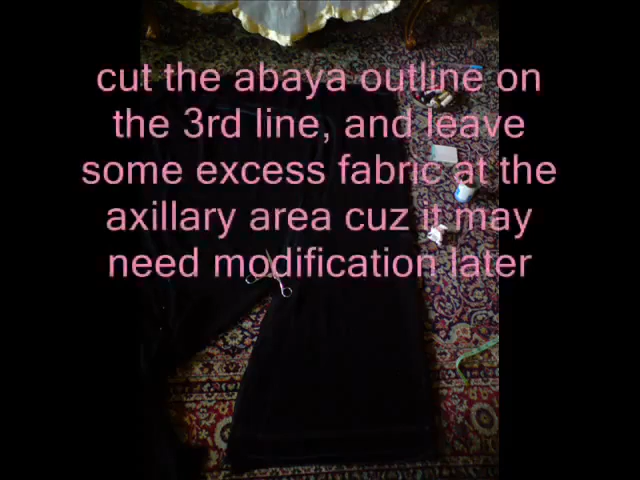 cut the abaya outline on
the 3rd line, and leave
some excess fabric at the
axillary area cuz it may
need modification later